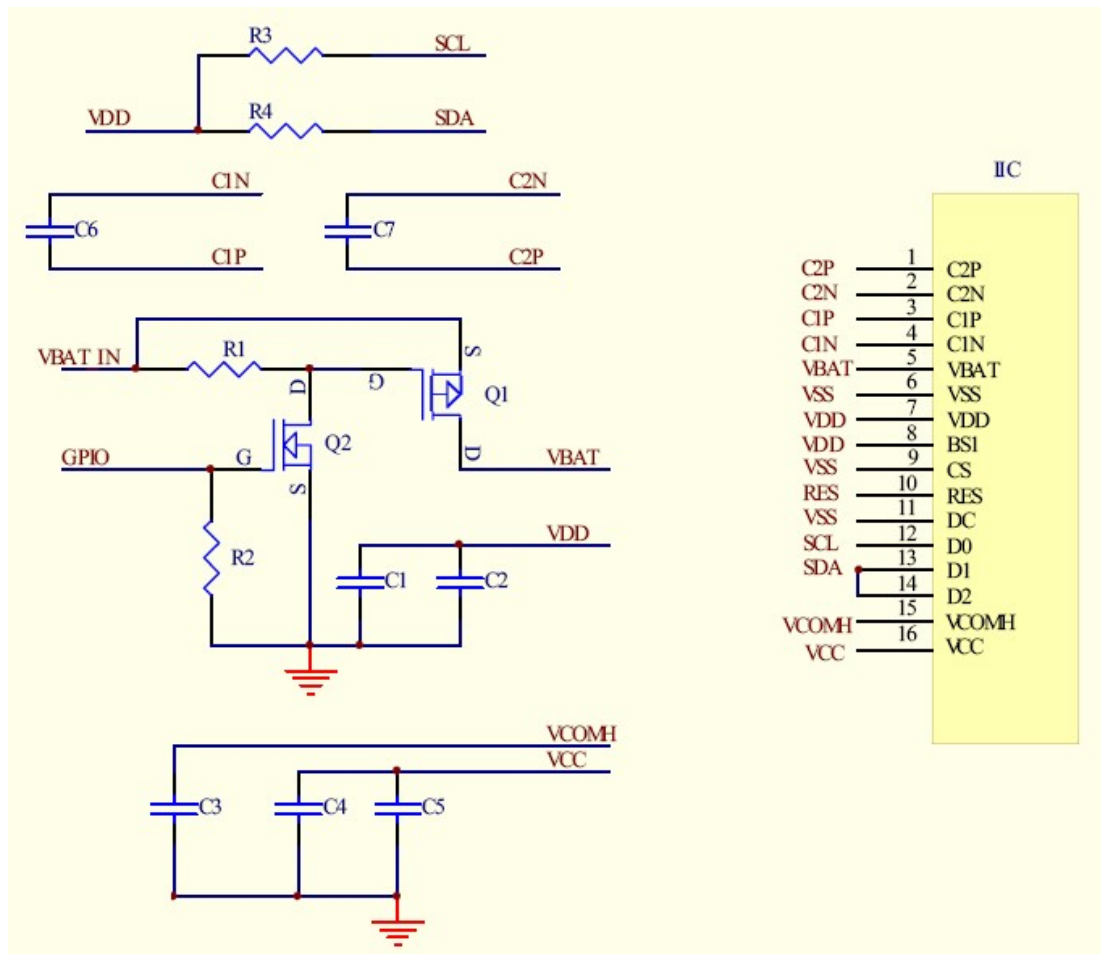 R3 SCL
VDD R4 SDA
C1N C2N
C6 C7
C1P C2P
VBAT IN R1 D G S Q1
D VBAT
GPIO G Q2 S
R2
VDD
C1 C2
VCOMH
VCC
C3 C4 C5
IIC
C2P 1 C2P
C2N 2 C2N
C1P 3 C1P
C1N 4 C1N
VBAT 5 VBAT
VSS 6 VSS
VDD 7 VDD
VDD 8 BS1
VSS 9 CS
RES 10 RES
VSS 11 DC
SCL 12 D0
SDA 13 D1
14 D2
VCOMH 15 VCOMH
VCC 16 VCC